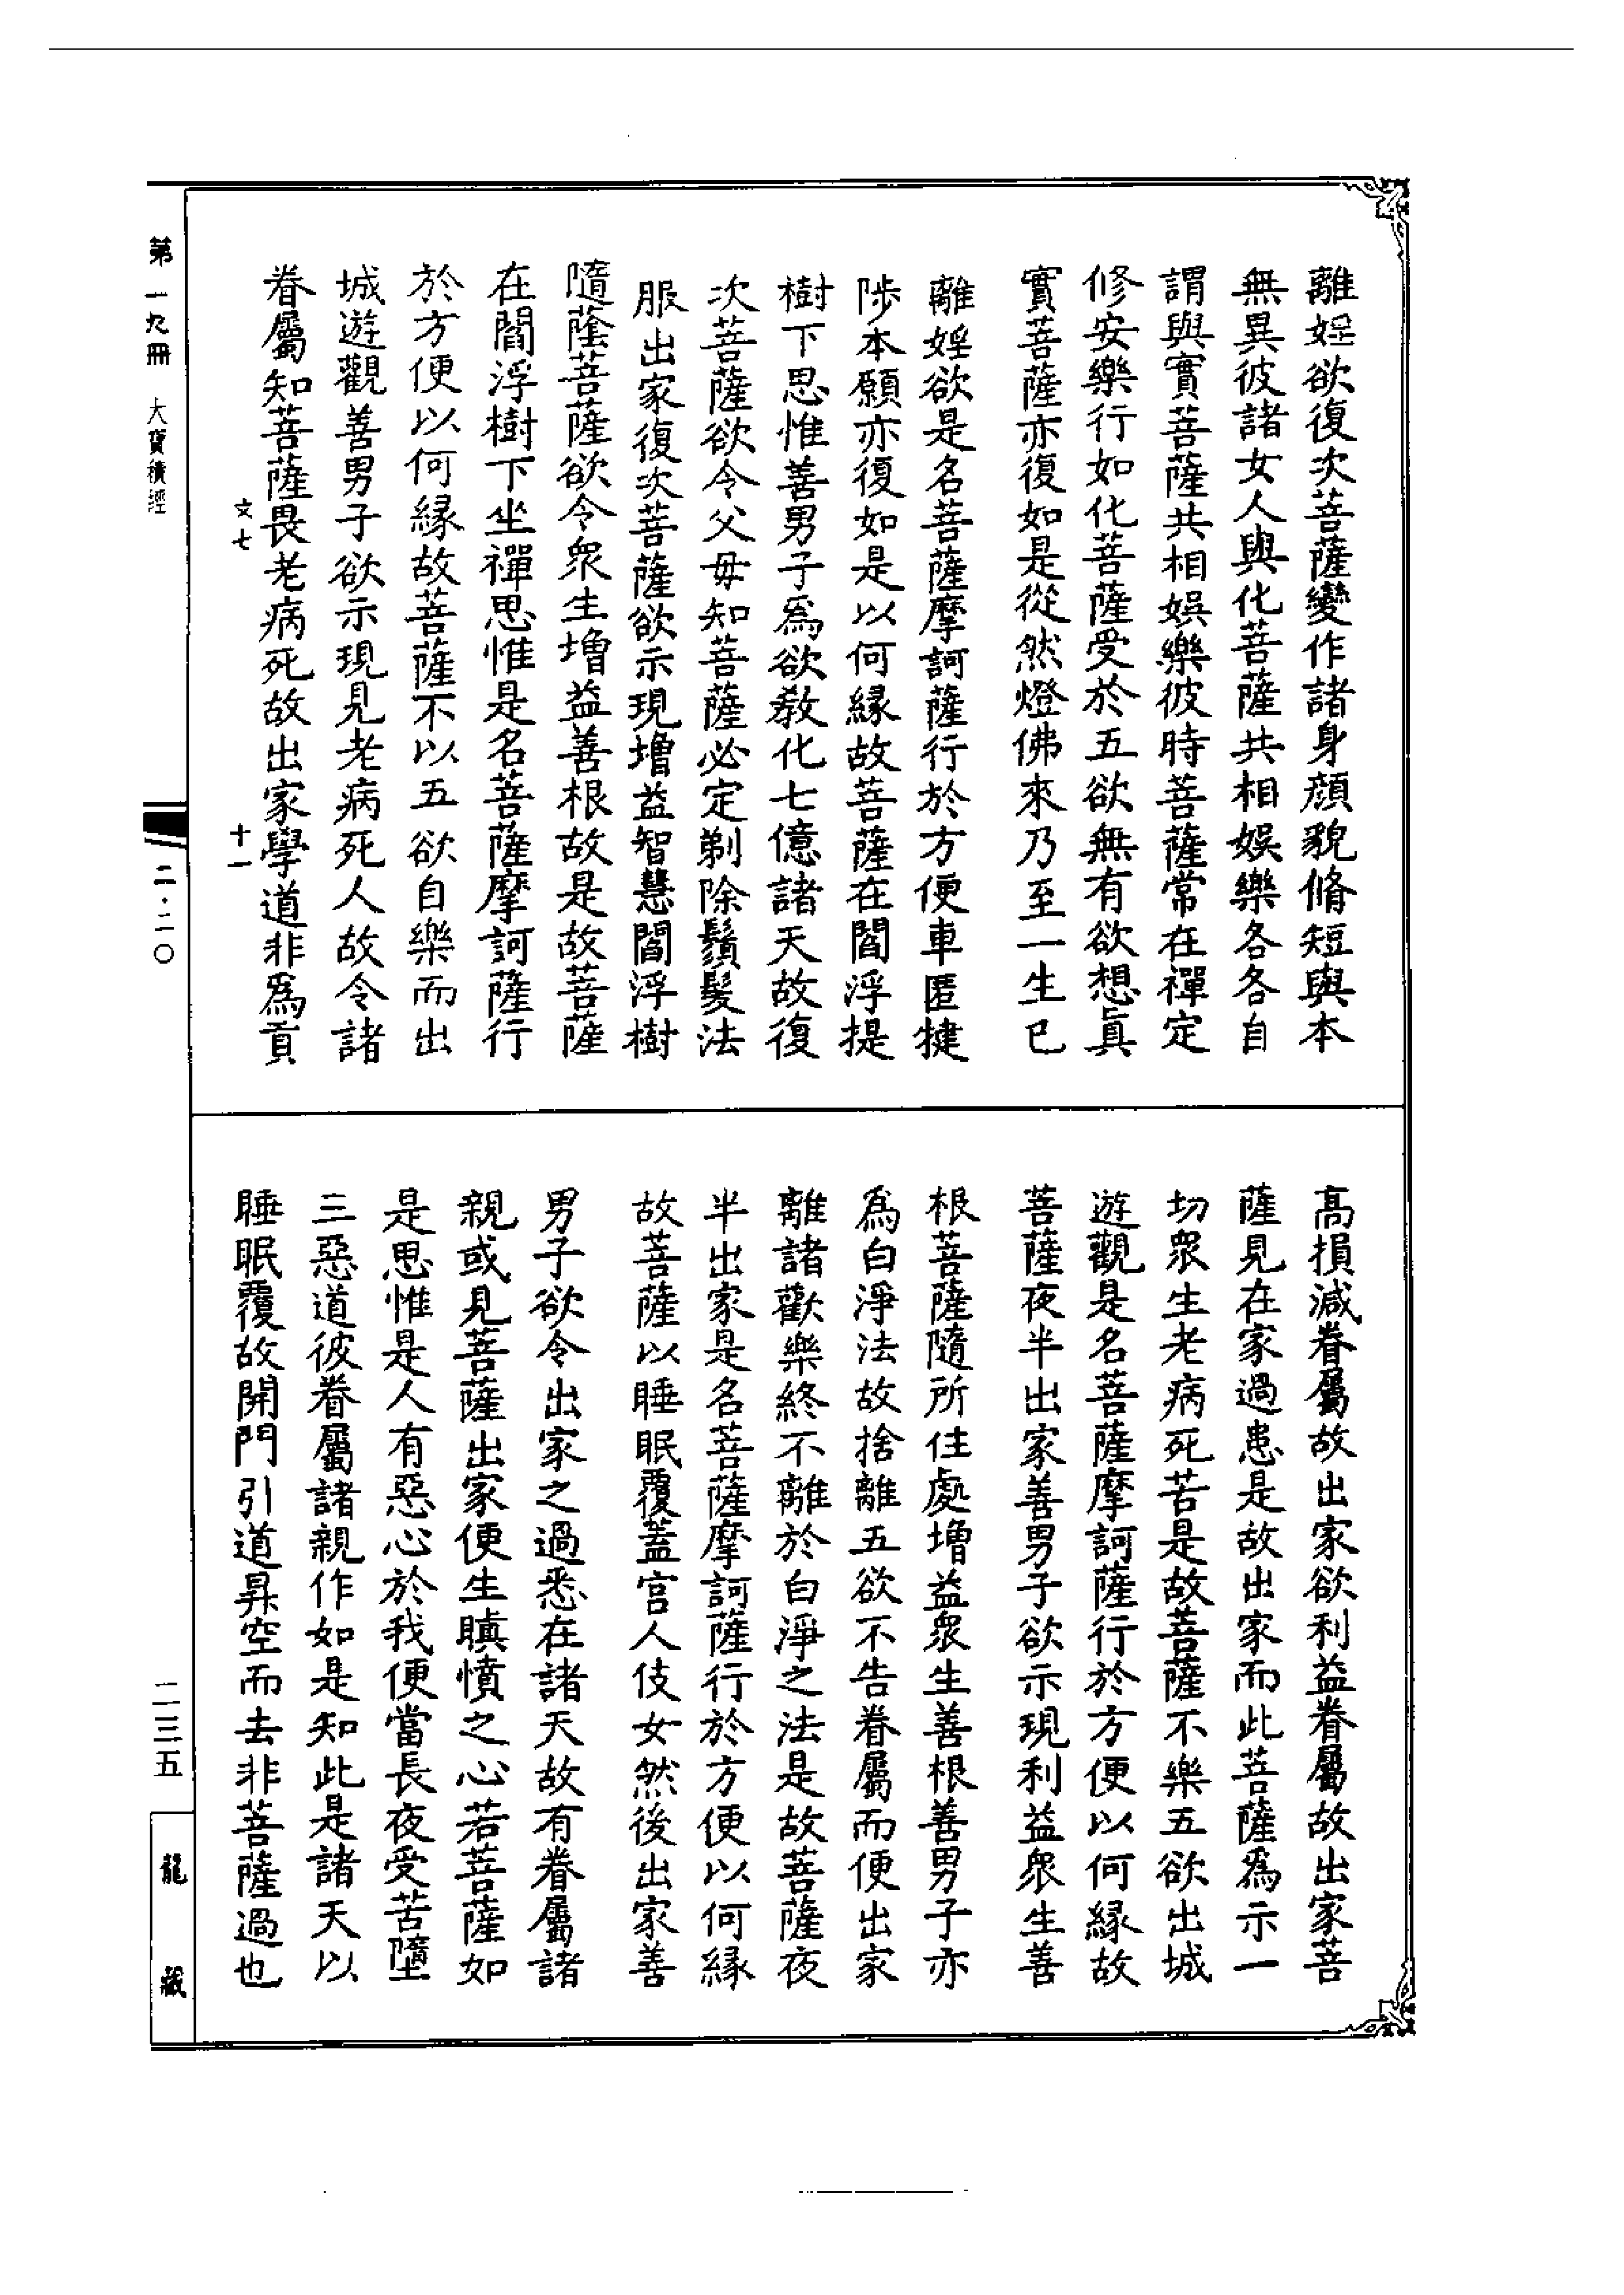 離婬欲復次菩薩變作諸身顔貌脩短與本
無異彼諸女人與化菩薩共相娛樂各各自
謂與實菩薩共相娛樂彼時菩薩常在禪定
修安樂行如化菩薩受於五欲無有欲想眞
實菩薩亦復如是從然燈佛來乃至一生已
離婬欲是名菩薩摩訶薩行於方便車匿揵
陟本願亦復如是以何縁故菩薩在閻浮提
樹下思惟善男子爲欲敎化七億諸天故復
次菩薩欲令父母知菩薩必定剃除鬚髮法
服出家復次菩薩欲示現增益智慧閻浮樹
隨蔭菩薩欲令衆生增益善根故是故菩薩
在閻浮樹下坐禪思惟是名菩薩摩訶薩行
於方便以何縁故菩薩不以五欲自樂而出
城遊觀善男子欲示現見老病死人故令諸
眷屬知菩薩畏老病死故出家學道非爲貢
文七
十一
高損減眷屬故出家欲利益眷屬故出家菩
薩見在家過患是故出家而此菩薩爲示一
切衆生老病死苦是故菩薩不樂五欲出城
遊觀是名菩薩摩訶薩行於方便以何縁故
菩薩夜半出家善男子欲示現利益衆生善
根菩薩隨所住處增益衆生善根善男子亦
爲白淨法故捨離五欲不告眷屬而便出家
離諸歡樂終不離於白淨之法是故菩薩夜
半出家是名菩薩摩訶薩行於方便以何縁
故菩薩以睡眠覆蓋宫人伎女然後出家善
男子欲令出家之過悉在諸天故有眷屬諸
親或見菩薩出家便生瞋憤之心若菩薩如
是思惟是人有惡心於我便當長夜受苦墮
三惡道彼眷屬諸親作如是知此是諸天以
睡眠覆故開門引道昇空而去非菩薩過也
第一九冊　大寶積經
二·二〇
二三五
龍藏